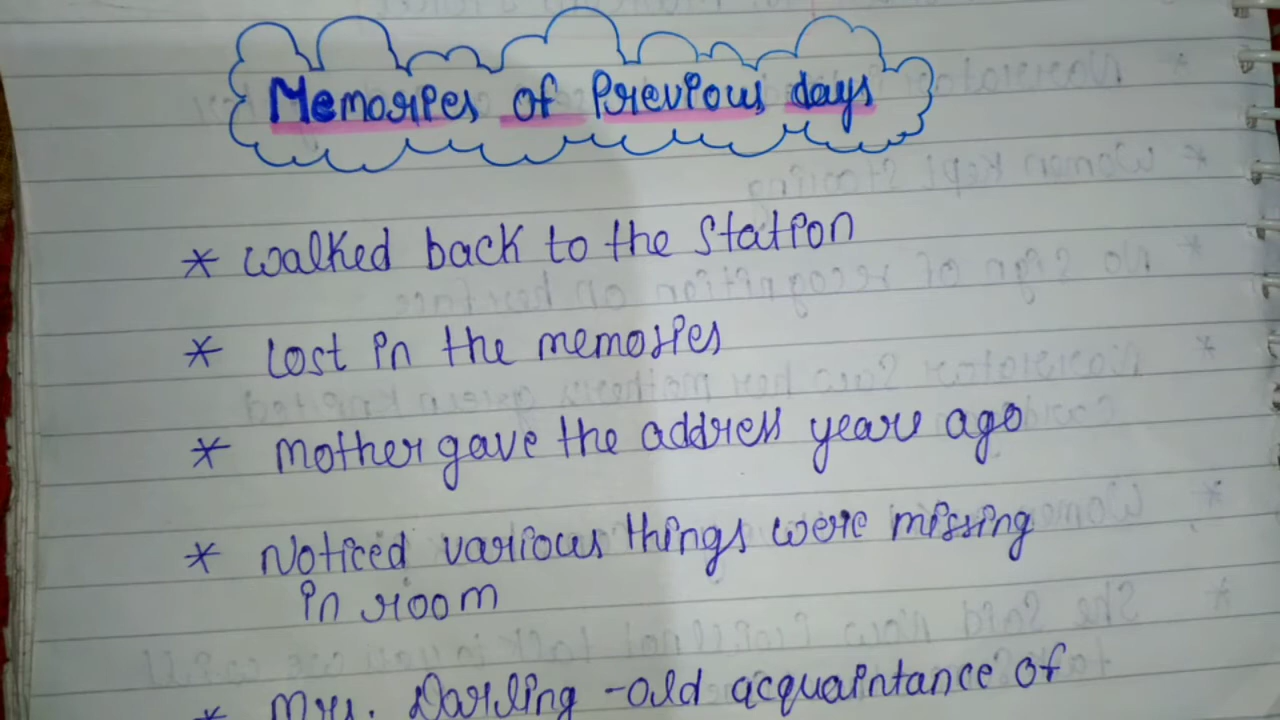 Memories of Previous days
* Walked back to the Station
* Lost in the memories
* Mother gave the address years ago
* Noticed various things were missing
in room
* Mrs. Darling - old acquaintance of